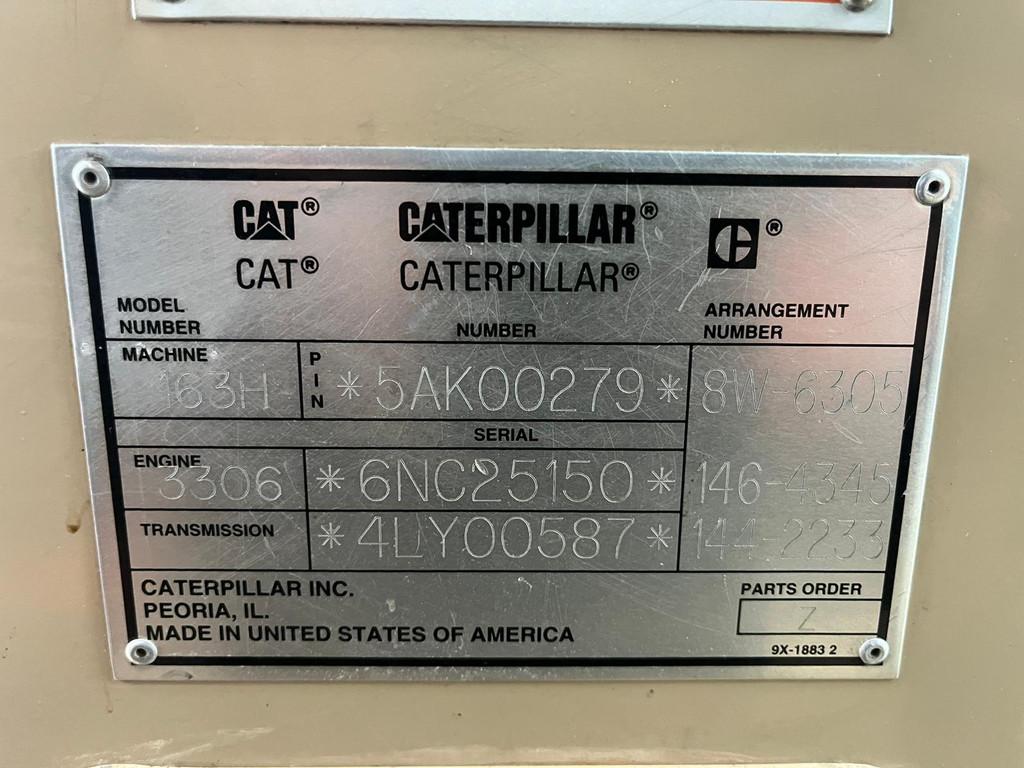 CAT® CATERPILLAR® C®
CAT® CATERPILLAR®
MODEL NUMBER NUMBER ARRANGEMENT NUMBER
MACHINE 163H PIN *5AK00279* 8W-6305
SERIAL
ENGINE 3306 *6NC25150* 146-4345
TRANSMISSION *4LY00587* 144-2233
CATERPILLAR INC.
PEORIA, IL.
MADE IN UNITED STATES OF AMERICA
PARTS ORDER
Z
9X-1883 2